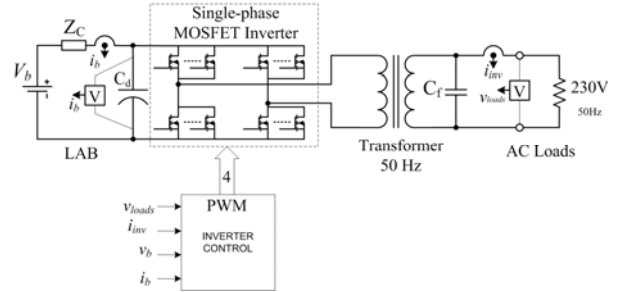 Single-phase
MOSFET Inverter
Z_C
i_b
V_b
C_d
V
i_b
LAB
C_f
i_inv
V
v_loads
230V
50Hz
Transformer
50 Hz
AC Loads
4
PWM
INVERTER
CONTROL
v_loads
i_inv
v_b
i_b